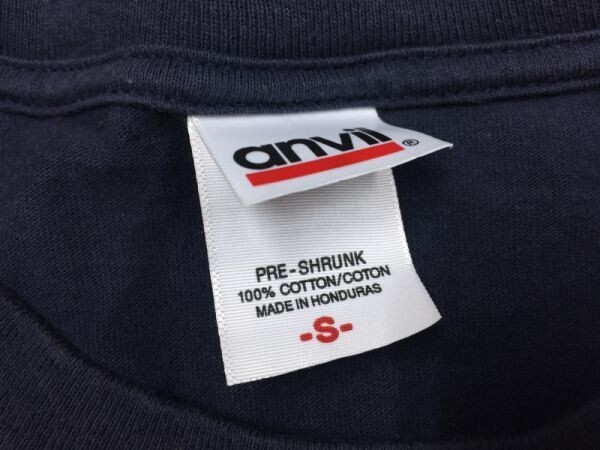 anvil®
PRE-SHRUNK
100% COTTON/COTON
MADE IN HONDURAS
-S-